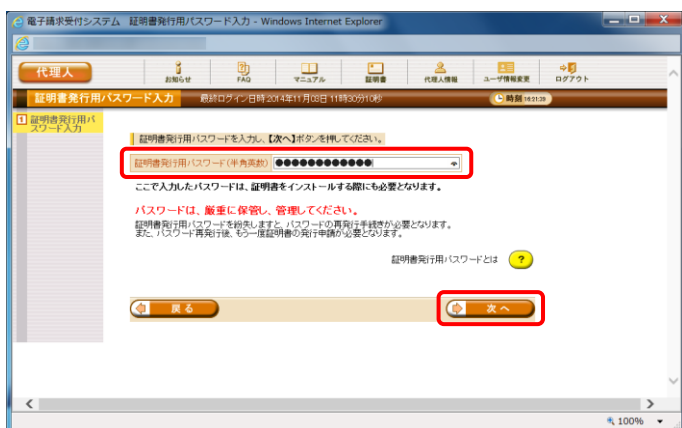 電子請求受付システム 証明書発行用パスワード入力 - Windows Internet Explorer
代理人
お知らせ FAQ マニュアル 証明書 代理人情報 ユーザ情報変更 ログアウト
証明書発行用パスワード入力 最終ログイン日時:2014年11月03日 11時30分10秒 時刻 16:21:29
1 証明書発行用パ
スワード入力
証明書発行用パスワードを入力し、【次へ】ボタンを押してください。
証明書発行用パスワード(半角英数) ●●●●●●●●●●●●
ここで入力したパスワードは、証明書をインストールする際にも必要となります。
パスワードは、厳重に保管し、管理してください。
証明書発行用パスワードを紛失しますと、パスワードの再発行手続きが必要となります。
また、パスワード再発行後、もう一度証明書の発行申請が必要となります。
証明書発行用パスワードとは ?
戻る 次へ
100%